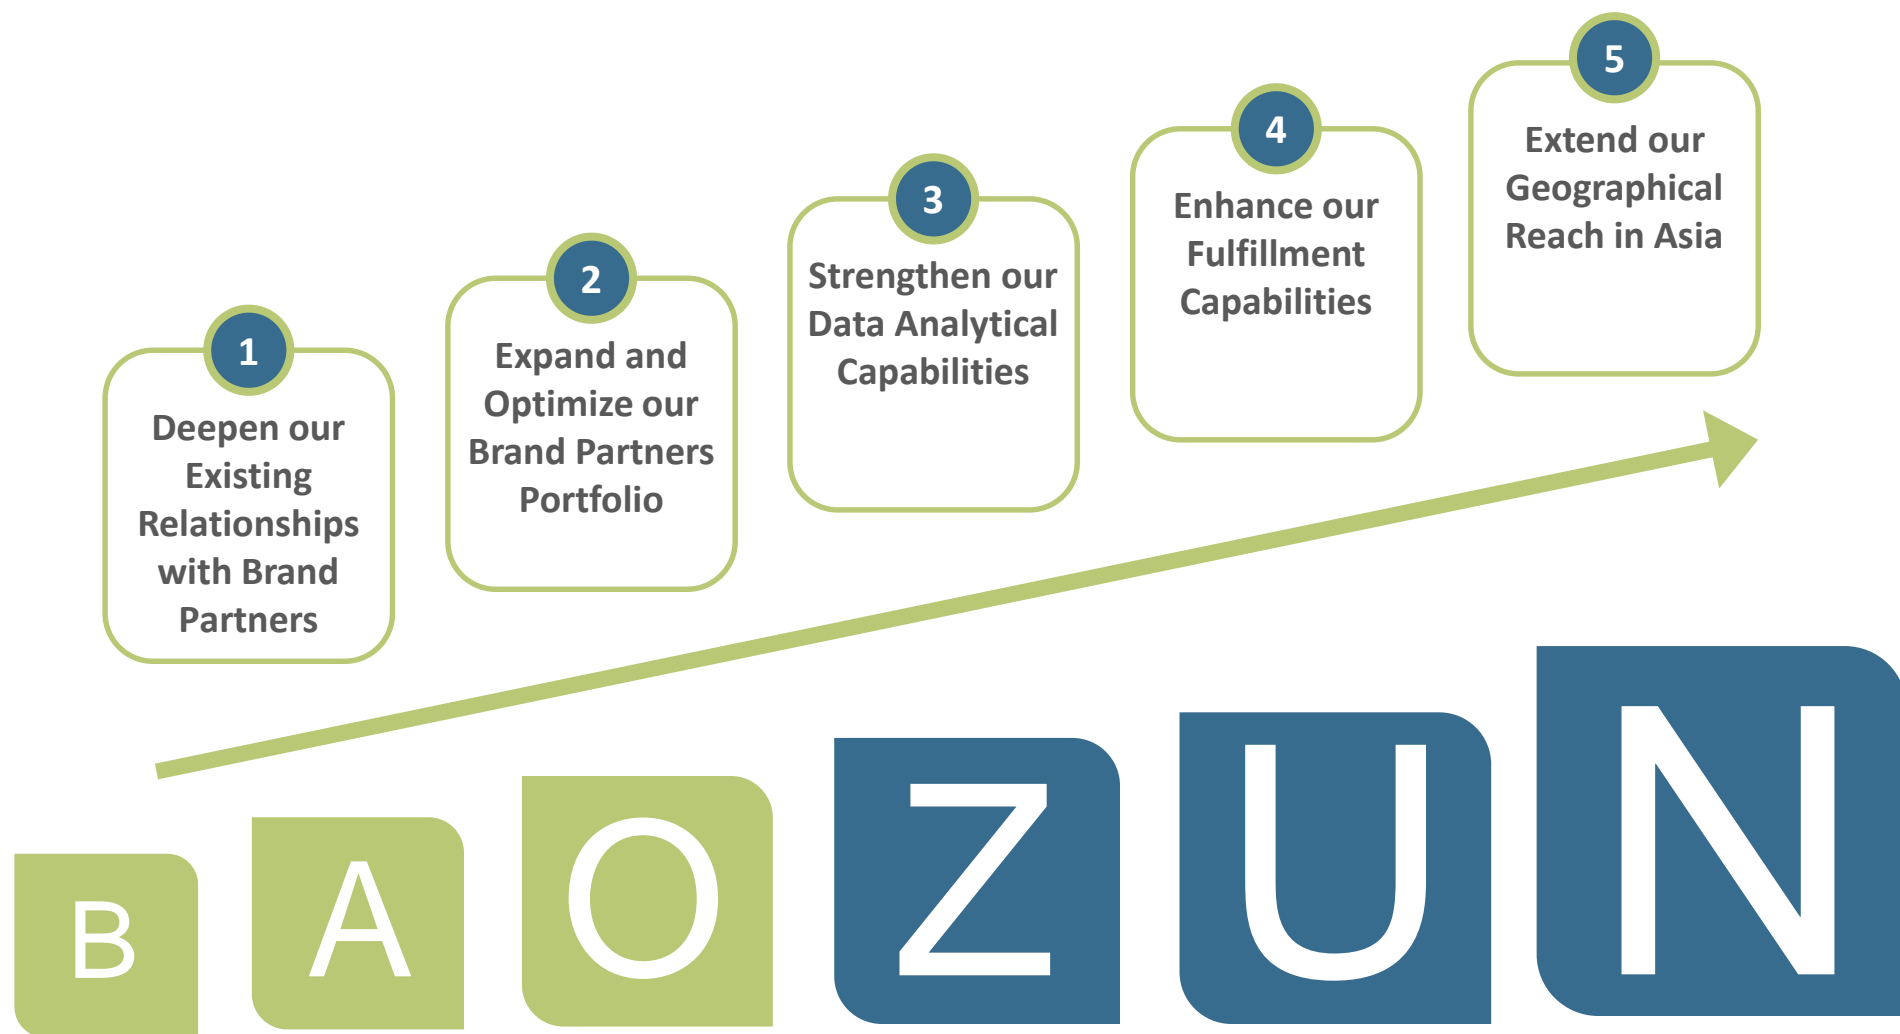 1
Deepen our
Existing
Relationships
with Brand
Partners
2
Expand and
Optimize our
Brand Partners
Portfolio
3
Strengthen our
Data Analytical
Capabilities
4
Enhance our
Fulfillment
Capabilities
5
Extend our
Geographical
Reach in Asia
B A O Z U N